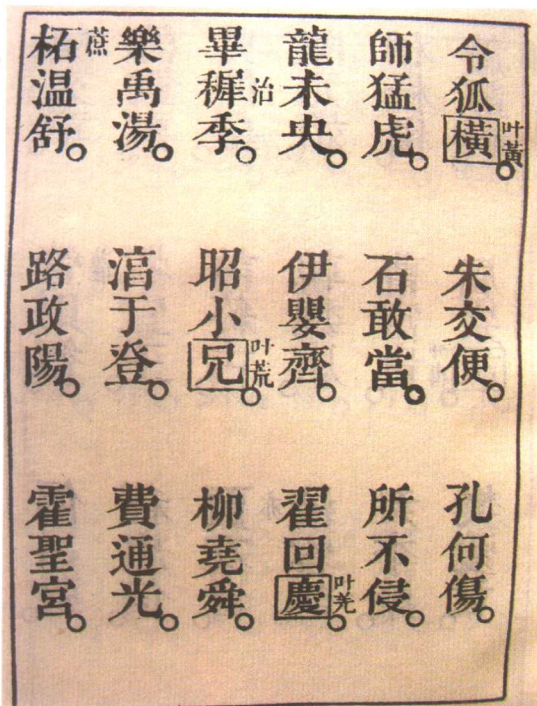 令狐橫叶黃。朱交便。孔何傷。
師猛虎。石敢當。所不侵。
龍未央。伊嬰齊。翟回慶叶羌。
畢稺治季。昭小兄叶荒。柳堯舜。
樂禹湯。湻于登。費通光。
柘蔗温舒。路政陽。霍聖宮。